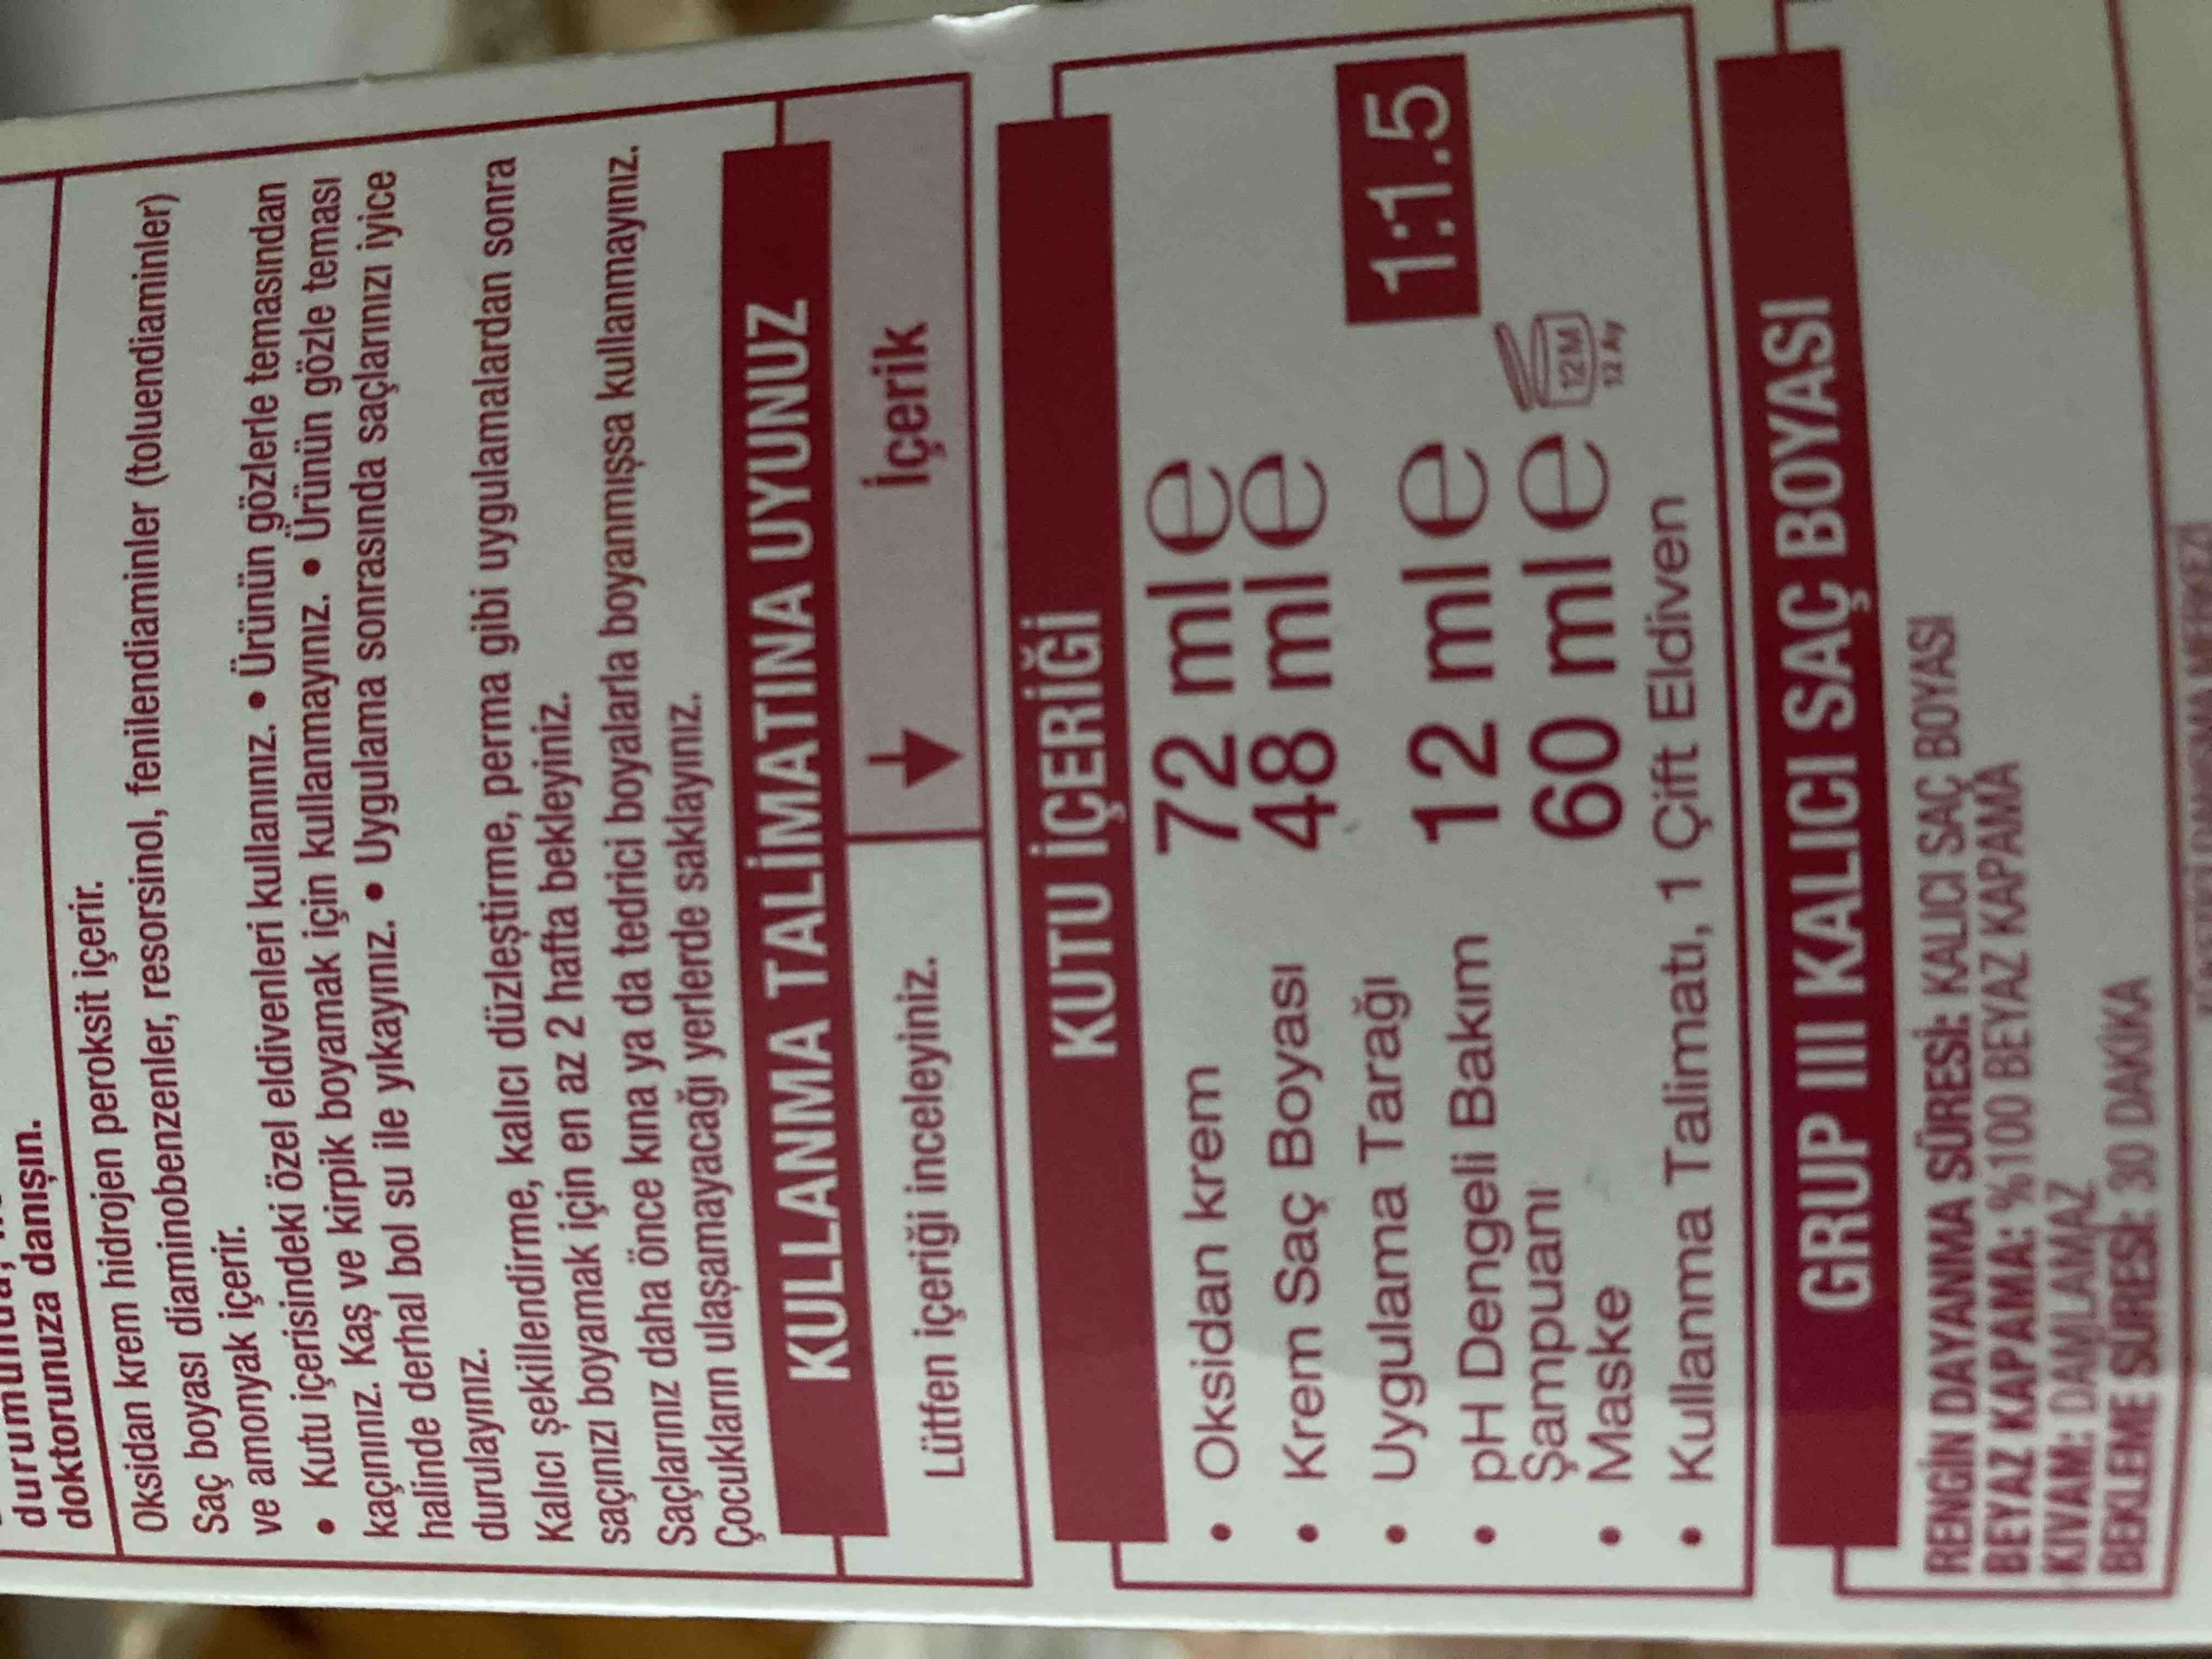 doktorunuza danışın.
Oksidan krem hidrojen peroksit içerir.
Saç boyası diaminobenzenler, resorsinol, fenilendiaminler (toluendiaminler)
ve amonyak içerir.
• Kutu içerisindeki özel eldivenleri kullanınız. • Ürünün gözlerle temasından
kaçınınız. Kaş ve kirpik boyamak için kullanmayınız. • Ürünün gözle teması
halinde derhal bol su ile yıkayınız. • Uygulama sonrasında saçlarınızı iyice
durulayınız.
Kalıcı şekillendirme, kalıcı düzleştirme, perma gibi uygulamalardan sonra
saçınızı boyamak için en az 2 hafta bekleyiniz.
Saçlarınız daha önce kına ya da tedrici boyalarla boyanmışsa kullanmayınız.
Çocukların ulaşamayacağı yerlerde saklayınız.
KULLANMA TALİMATINA UYUNUZ
Lütfen içeriği inceleyiniz. İçerik
KUTU İÇERİĞİ
• Oksidan krem 72 ml e
• Krem Saç Boyası 48 ml e
• Uygulama Tarağı 1:1.5
• pH Dengeli Bakım 12 ml e
Şampuanı
• Maske 60 ml e 12M
12 Ay
• Kullanma Talimatı, 1 Çift Eldiven
GRUP III KALICI SAÇ BOYASI
RENGİN DAYANMA SÜRESİ: KALICI SAÇ BOYASI
BEYAZ KAPAMA: %100 BEYAZ KAPAMA
KIVAM: DAMLAMAZ
BEKLEME SÜRESİ: 30 DAKİKA